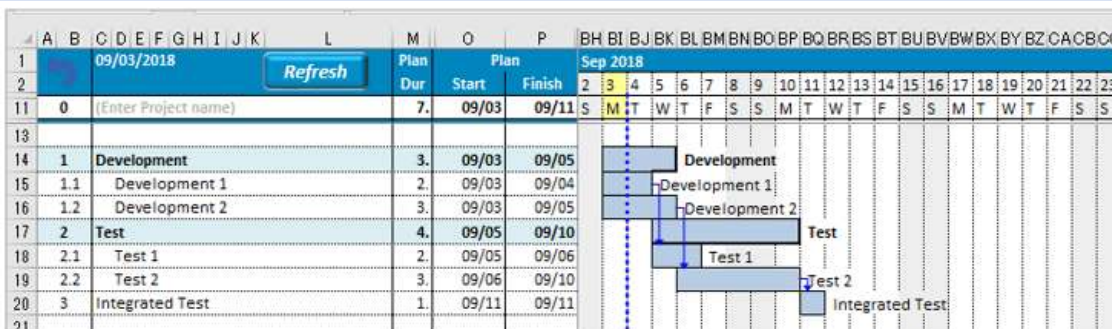 A B C D E F G H I J K L M O P BH BI BJ BK BL BM BN BO BP BQ BR BS BT BU BV BW BX BY BZ CA CB
1 09/03/2018 Refresh Plan Plan Sep 2018
2 Dur Start Finish 2 3 4 5 6 7 8 9 10 11 12 13 14 15 16 17 18 19 20 21 22 23
11 0 (Enter Project name) 7. 09/03 09/11 S M T W T F S S M T W T F S S M T W T F S S
13
14 1 Development 3. 09/03 09/05 Development
15 1.1 Development 1 2. 09/03 09/04 Development 1
16 1.2 Development 2 3. 09/03 09/05 Development 2
17 2 Test 4. 09/05 09/10 Test
18 2.1 Test 1 2. 09/05 09/06 Test 1
19 2.2 Test 2 3. 09/06 09/10 Test 2
20 3 Integrated Test 1. 09/11 09/11 Integrated Test
21